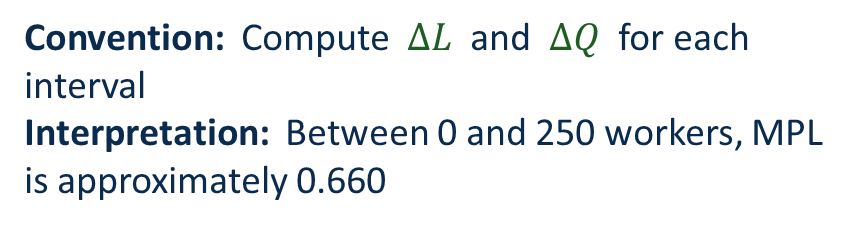 Convention: Compute ΔL and ΔQ for each
interval
Interpretation: Between 0 and 250 workers, MPL
is approximately 0.660